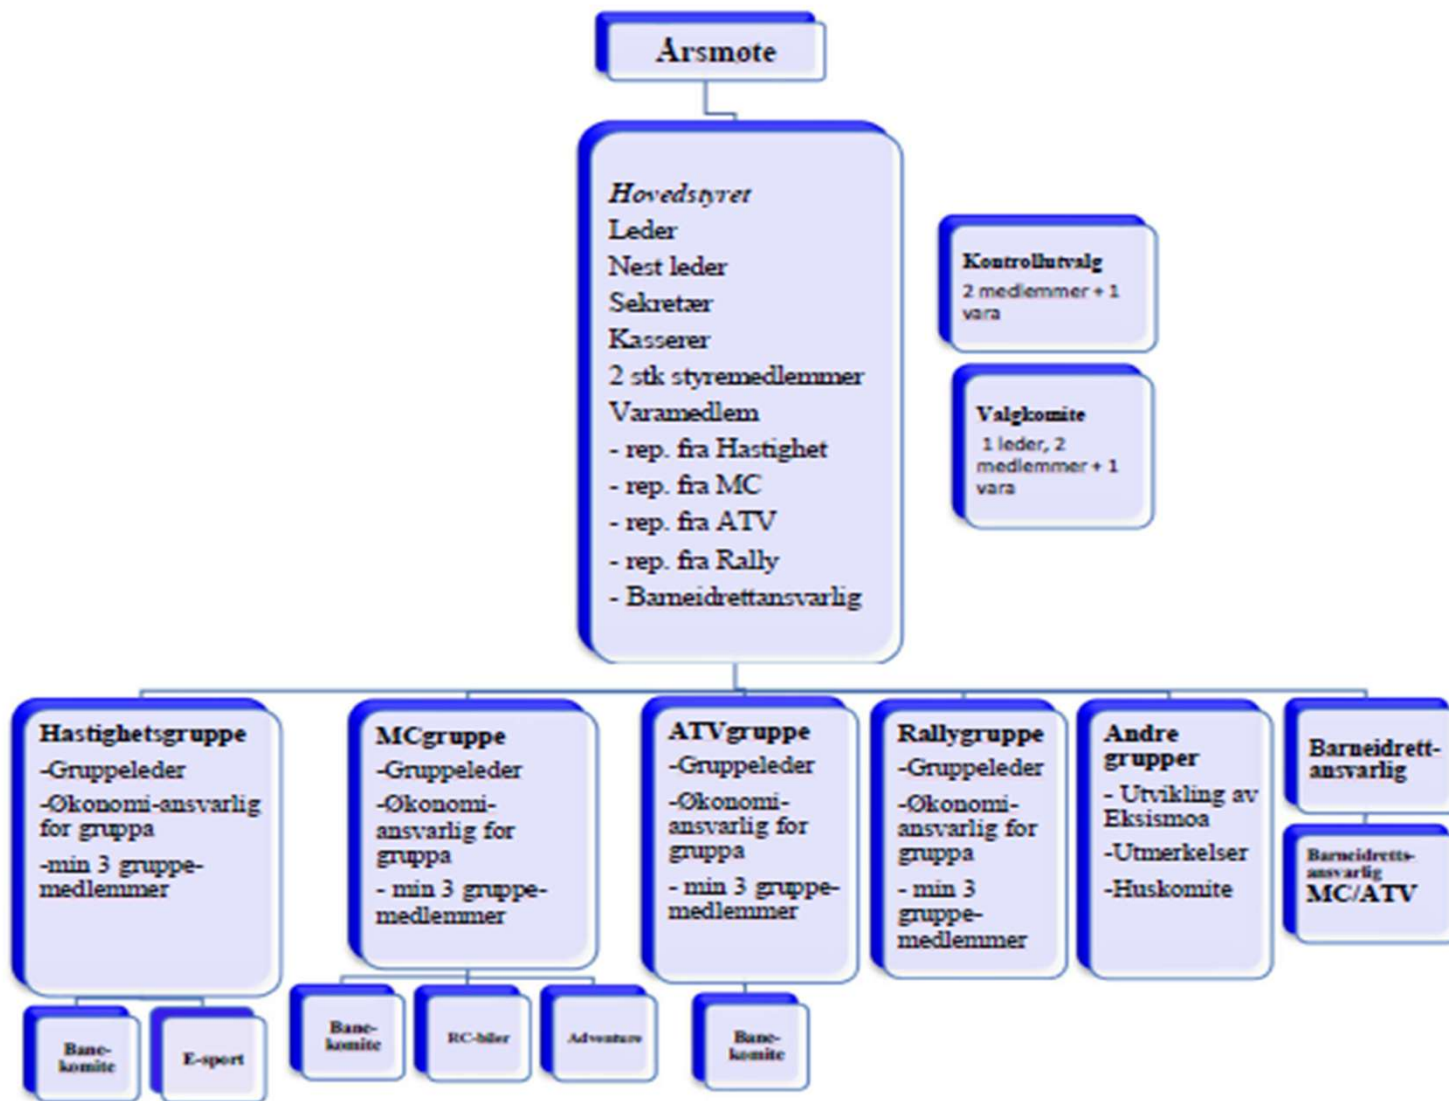 Årsmøte
Hovedstyret
Leder
Nest leder
Sekretær
Kasserer
2 stk styremedlemmer
Varamedlem
- rep. fra Hastighet
- rep. fra MC
- rep. fra ATV
- rep. fra Rally
- Barneidrettansvarlig
Kontrollutvalg
2 medlemmer + 1
vara
Valgkomite
1 leder, 2
medlemmer + 1
vara
Hastighetsgruppe
-Gruppeleder
-Økonomi-ansvarlig
for gruppa
-min 3 gruppe-
medlemmer
MCgruppe
-Gruppeleder
-Økonomi-
ansvarlig for
gruppa
- min 3 gruppe-
medlemmer
ATVgruppe
-Gruppeleder
-Økonomi-
ansvarlig for
gruppa
- min 3 gruppe-
medlemmer
Rallygruppe
-Gruppeleder
-Økonomi-
ansvarlig for
gruppa
- min 3
gruppe-
medlemmer
Andre
grupper
- Utvikling av
Eksismoa
-Utmerkelser
-Huskomite
Barneidrett-
ansvarlig
Barneidretts-
ansvarlig
MC/ATV
Bane-
komite
E-sport
Bane-
komite
RC-biler
Adventure
Bane-
komite